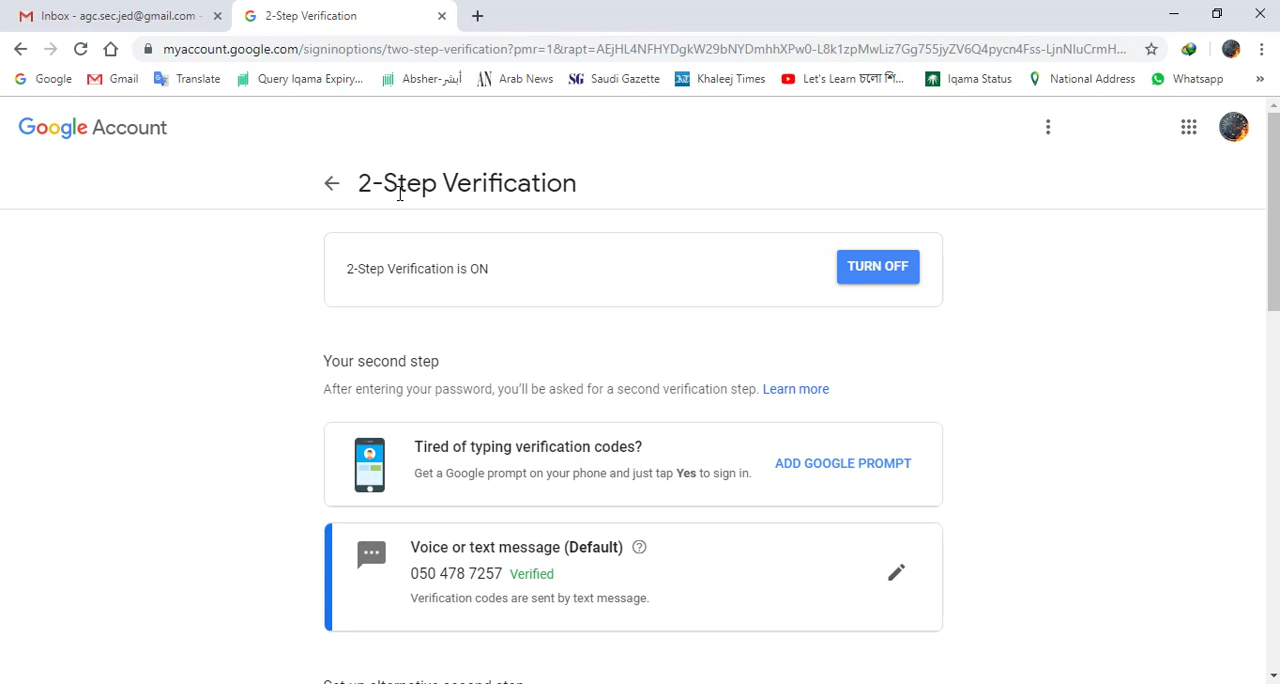 Inbox - agc.sec.jed@gmail.com -
2-Step Verification
myaccount.google.com/signinoptions/two-step-verification?pmr=1&rapt=AEjHL4NFHYDgkW29bNYDmhhXPw0-L8k1zpMwLiz7Gg755jyZV6Q4pycn4Fss-LjnNluCrmH...
Google Gmail Translate Query Iqama Expiry... Absher-أبشر Arab News Saudi Gazette Khaleej Times Let's Learn চলো শি... Iqama Status National Address Whatsapp »
Google Account
2-Step Verification
2-Step Verification is ON
TURN OFF
Your second step
After entering your password, you'll be asked for a second verification step. Learn more
Tired of typing verification codes?
Get a Google prompt on your phone and just tap Yes to sign in.
ADD GOOGLE PROMPT
Voice or text message (Default)
050 478 7257 Verified
Verification codes are sent by text message.